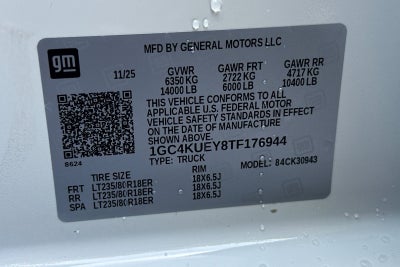 gm
MFD BY GENERAL MOTORS LLC
11/25 GVWR GAWR FRT GAWR RR
6350 KG 2722 KG 4717 KG
14000 LB 6000 LB 10400 LB
THIS VEHICLE CONFORMS TO ALL
APPLICABLE U.S. FEDERAL MOTOR
VEHICLE SAFETY STANDARDS IN EFFECT
ON THE DATE OF MANUFACTURE
SHOWN ABOVE.
1GC4KUEY8TF176944
8624 TYPE: TRUCK MODEL: 84CK30943
TIRE SIZE RIM
FRT LT235/80R18ER 18X6.5J
RR LT235/80R18ER 18X6.5J
SPA LT235/80R18ER 18X6.5J